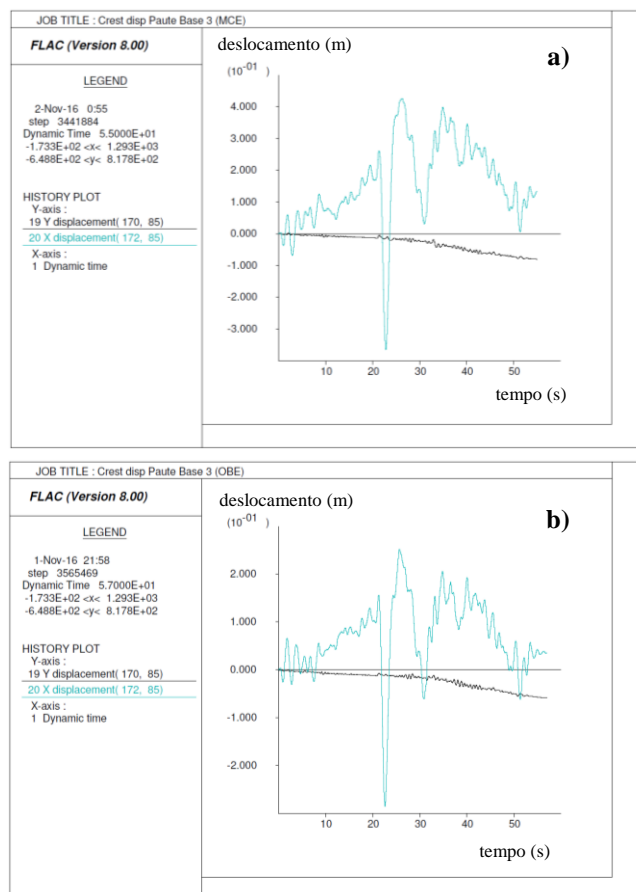 JOB TITLE : Crest disp Paute Base 3 (MCE)
FLAC (Version 8.00)
LEGEND
2-Nov-16 0:55
step 3441884
Dynamic Time 5.5000E+01
-1.733E+02 <x< 1.293E+03
-6.488E+02 <y< 8.178E+02
HISTORY PLOT
Y-axis :
19 Y displacement( 170, 85)
20 X displacement( 172, 85)
X-axis :
1 Dynamic time
deslocamento (m)
a)
(10-01)
4.000
3.000
2.000
1.000
0.000
-1.000
-2.000
-3.000
10 20 30 40 50
tempo (s)
JOB TITLE : Crest disp Paute Base 3 (OBE)
FLAC (Version 8.00)
LEGEND
1-Nov-16 21:58
step 3565469
Dynamic Time 5.7000E+01
-1.733E+02 <x< 1.293E+03
-6.488E+02 <y< 8.178E+02
HISTORY PLOT
Y-axis :
19 Y displacement( 170, 85)
20 X displacement( 172, 85)
X-axis :
1 Dynamic time
deslocamento (m)
b)
(10-01)
2.000
1.000
0.000
-1.000
-2.000
10 20 30 40 50
tempo (s)